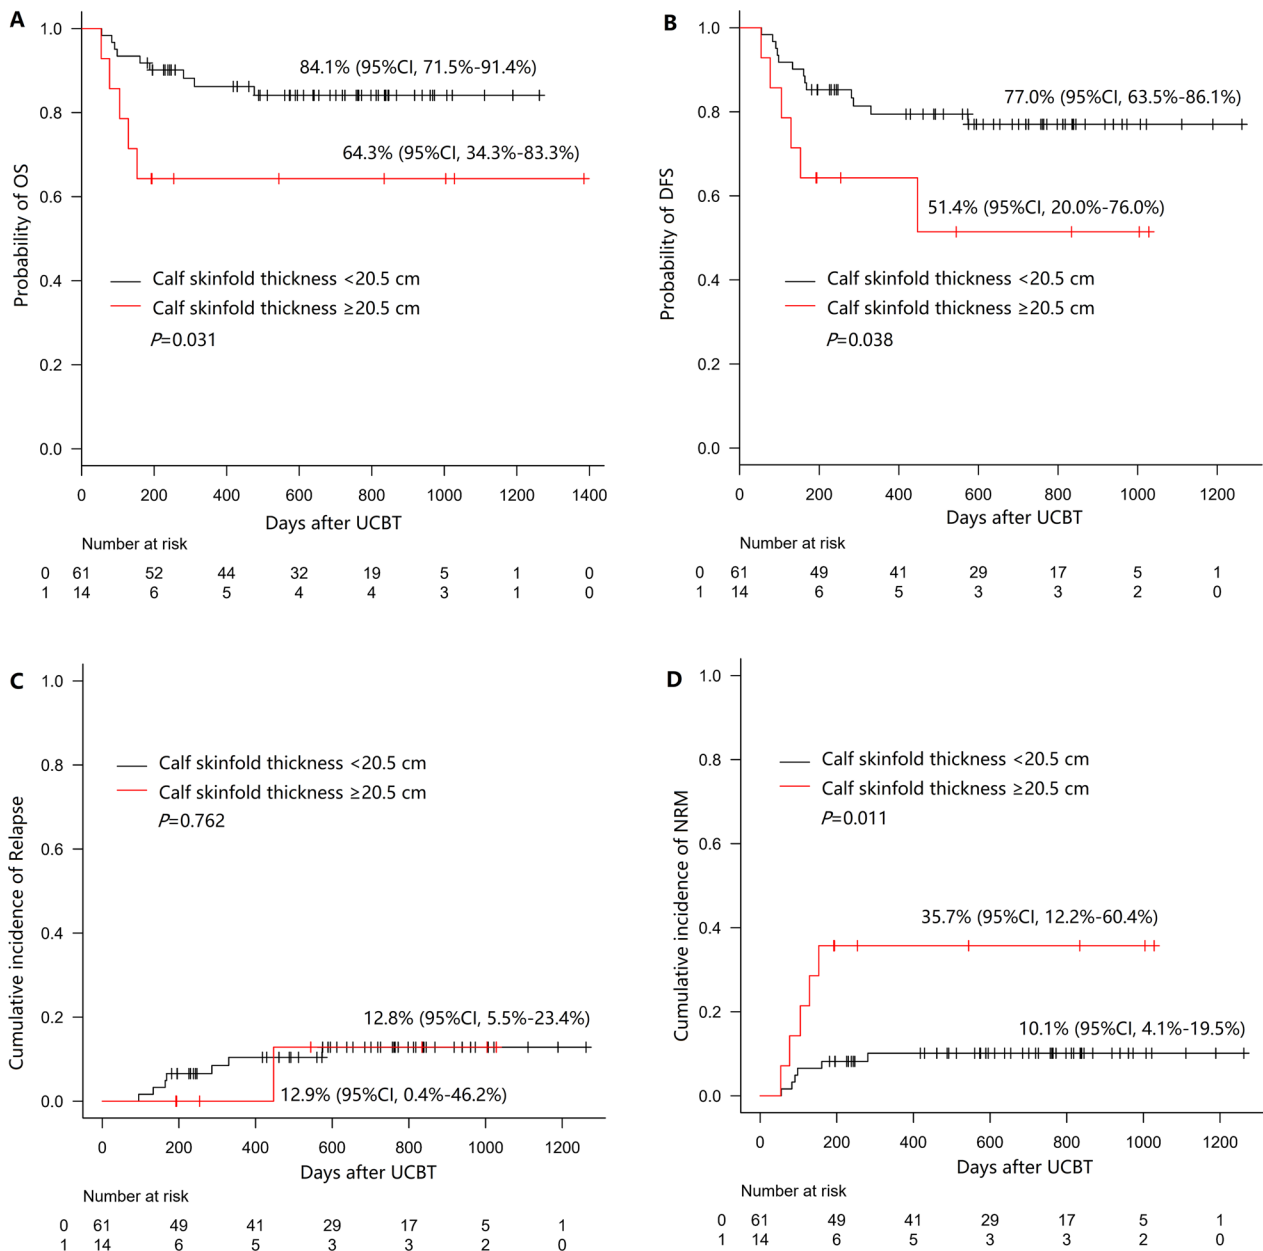 A
1.0
0.8
0.6
0.4
0.2
0.0
Probability of OS
84.1% (95%CI, 71.5%-91.4%)
64.3% (95%CI, 34.3%-83.3%)
Calf skinfold thickness <20.5 cm
Calf skinfold thickness ≥20.5 cm
P=0.031
0 200 400 600 800 1000 1200 1400
Days after UCBT
Number at risk
0 61 52 44 32 19 5 1 0
1 14 6 5 4 4 3 1 0
B
1.0
0.8
0.6
0.4
0.2
0.0
Probability of DFS
77.0% (95%CI, 63.5%-86.1%)
51.4% (95%CI, 20.0%-76.0%)
Calf skinfold thickness <20.5 cm
Calf skinfold thickness ≥20.5 cm
P=0.038
0 200 400 600 800 1000 1200
Days after UCBT
Number at risk
0 61 49 41 29 17 5 1
1 14 6 5 3 3 2 0
C
1.0
0.8
0.6
0.4
0.2
0.0
Cumulative incidence of Relapse
Calf skinfold thickness <20.5 cm
Calf skinfold thickness ≥20.5 cm
P=0.762
12.8% (95%CI, 5.5%-23.4%)
12.9% (95%CI, 0.4%-46.2%)
0 200 400 600 800 1000 1200
Days after UCBT
Number at risk
0 61 49 41 29 17 5 1
1 14 6 5 3 3 2 0
D
1.0
0.8
0.6
0.4
0.2
0.0
Cumulative incidence of NRM
Calf skinfold thickness <20.5 cm
Calf skinfold thickness ≥20.5 cm
P=0.011
35.7% (95%CI, 12.2%-60.4%)
10.1% (95%CI, 4.1%-19.5%)
0 200 400 600 800 1000 1200
Days after UCBT
Number at risk
0 61 49 41 29 17 5 1
1 14 6 5 3 3 2 0